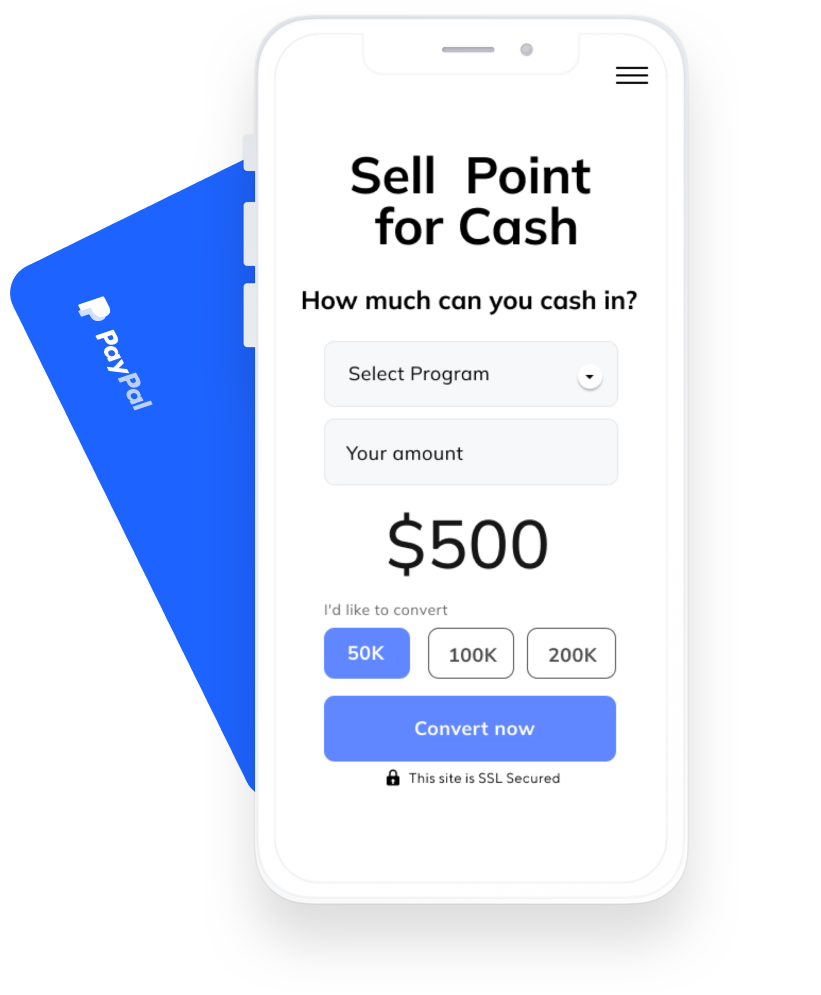 Sell Point
for Cash
How much can you cash in?
Select Program
Your amount
$500
I'd like to convert
50K
100K
200K
Convert now
This site is SSL Secured
PayPal